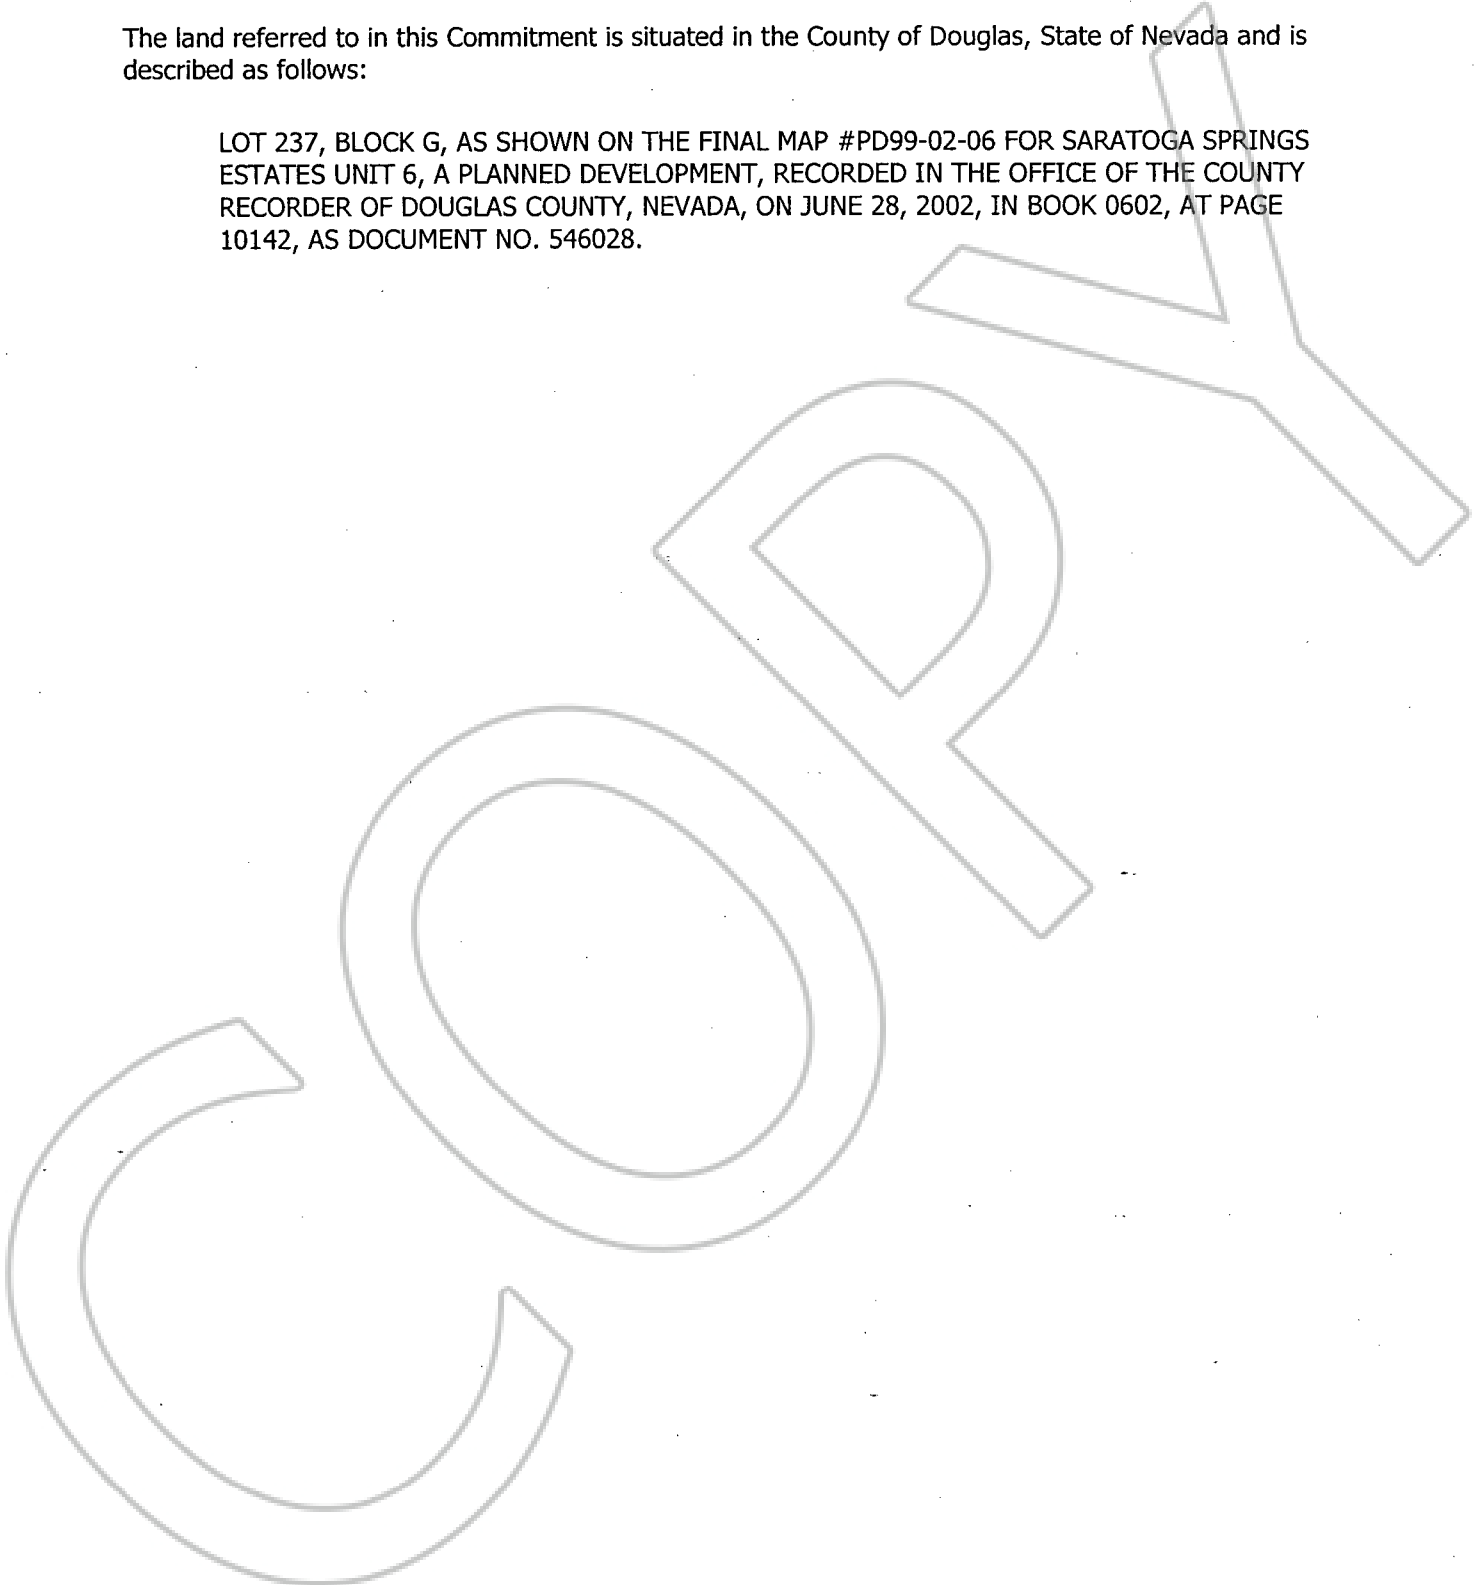 The land referred to in this Commitment is situated in the County of Douglas, State of Nevada and is
described as follows:
LOT 237, BLOCK G, AS SHOWN ON THE FINAL MAP #PD99-02-06 FOR SARATOGA SPRINGS
ESTATES UNIT 6, A PLANNED DEVELOPMENT, RECORDED IN THE OFFICE OF THE COUNTY
RECORDER OF DOUGLAS COUNTY, NEVADA, ON JUNE 28, 2002, IN BOOK 0602, AT PAGE
10142, AS DOCUMENT NO. 546028.
COPY